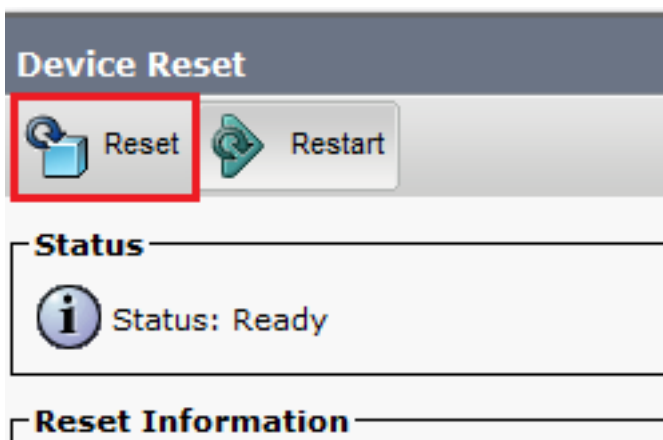 Device Reset
Reset Restart
Status
Status: Ready
Reset Information